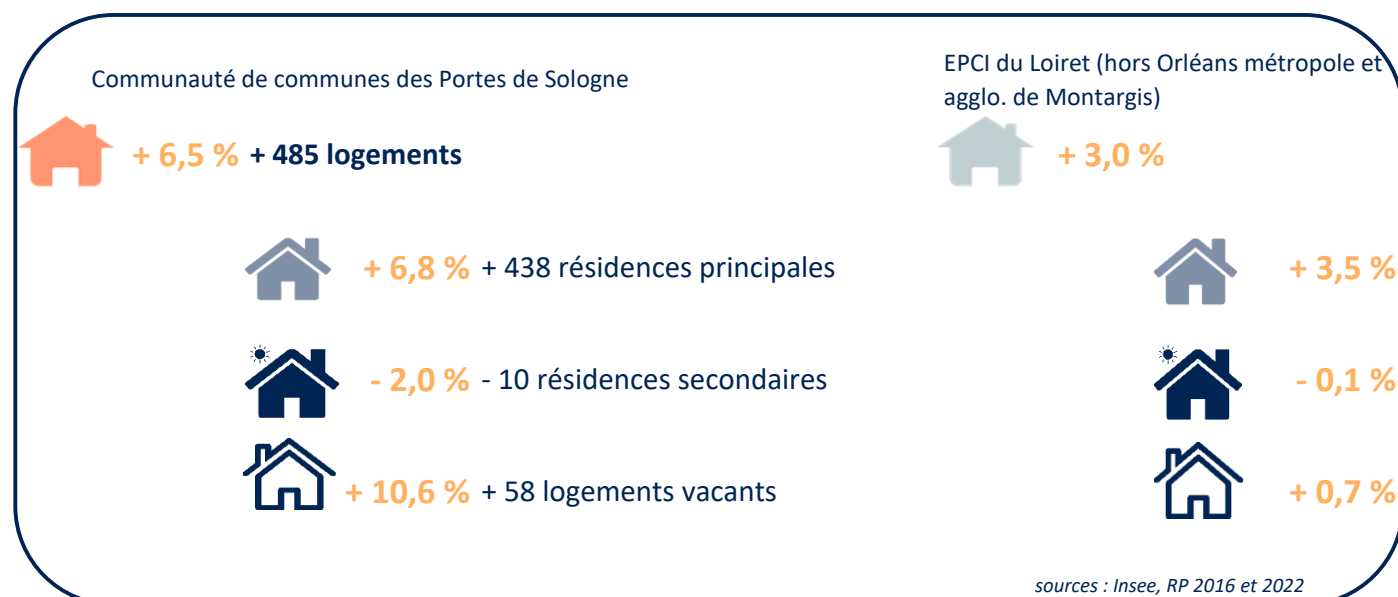 Communauté de communes des Portes de Sologne
EPCI du Loiret (hors Orléans métropole et
agglo. de Montargis)
+ 6,5 % + 485 logements
+ 3,0 %
+ 6,8 % + 438 résidences principales
+ 3,5 %
- 2,0 % - 10 résidences secondaires
- 0,1 %
+ 10,6 % + 58 logements vacants
+ 0,7 %
sources : Insee, RP 2016 et 2022